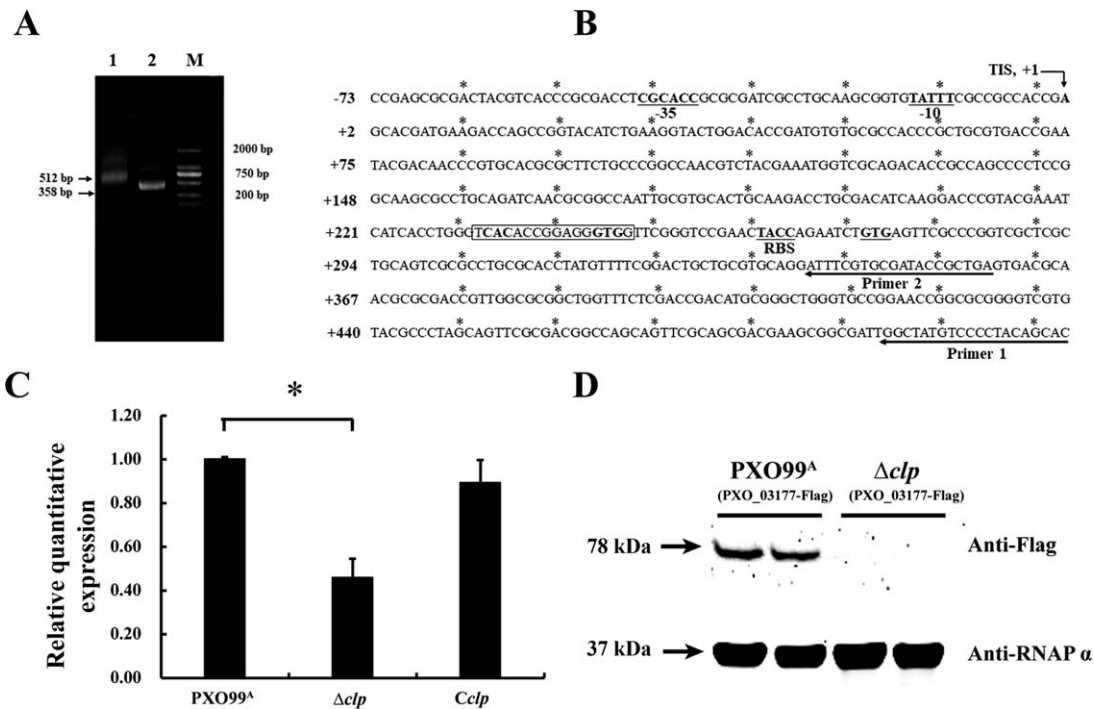 A
1 2 M
2000 bp
750 bp
512 bp
358 bp
200 bp
B
TIS, +1
* * * * * * *
-73 CCGAGCGCGACTACGTCACCCGCGACCTCGCACCGCGCGATCGCCTGCAAGCGGTGTATTTCGCCGCCACCGA
-35 -10
* * * * * * *
+2 GCACGATGAAGACCAGCCGGTACATCTGAAGGTACTGGACACCGATGTGTGCGCCACCCGCTGCGTGACCGAA
* * * * * * *
+75 TACGACAACCCGTGCACGCGCTTCTGCCCGGCCAACGTCTACGAAATGGTCGCAGACACCGCCAGCCCCTCCG
* * * * * * *
+148 GCAAGCGCCTGCAGATCAACGCGGCCAATTGCGTGCACTGCAAGACCTGCGACATCAAGGACCCGTACGAAAT
* * * * * * *
+221 CATCACCTGGGTCACACCGGAGGGTGGTTCGGGTCCGAACTACCAGAATCTGTGAGTTCGCCCGGTCGCTCGC
RBS
* * * * * * *
+294 TGCAGTCGCGCCTGCGCACCTATGTTTTCGGACTGCTGCGTGCAGGATTTCGTGCGATACCGCTGAGTGACGCA
Primer 2
* * * * * * *
+367 ACGCGCGACCGTTGGCGCGGCTGGTTTCTCGACCGACATGCGGGCTGGGTGCCGGAACCGGCGCGGGGTCGTG
* * * * * * *
+440 TACGCCCTAGCAGTTCGCGACGGCCAGCAGTTCGCAGCGACGAAGCGGCGATTGGCTATGTCCCCTACAGCAC
Primer 1
C
Relative quantitative
expression
1.20
1.00
0.80
0.60
0.40
0.20
0.00
*
PXO99ᴬ Δclp Cclp
D
PXO99ᴬ Δclp
(PXO_03177-Flag) (PXO_03177-Flag)
78 kDa Anti-Flag
37 kDa Anti-RNAP α